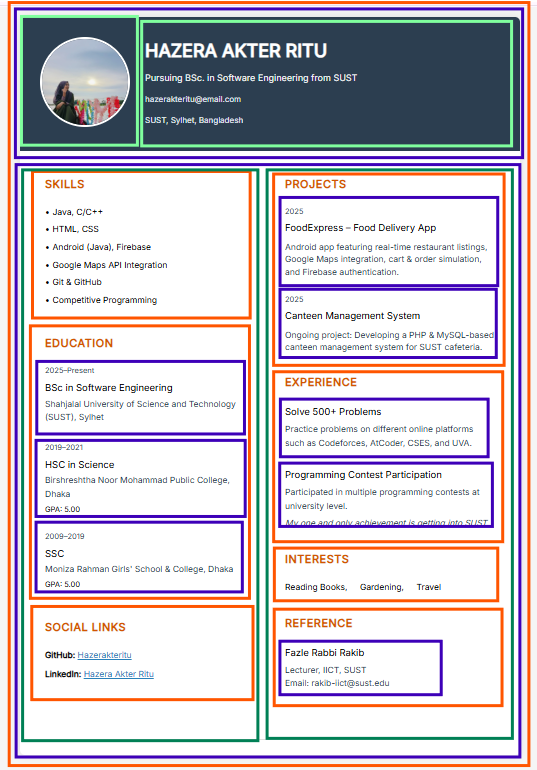 HAZERA AKTER RITU
Pursuing BSc. in Software Engineering from SUST
hazerakteritu@email.com
SUST, Sylhet, Bangladesh
SKILLS
• Java, C/C++
• HTML, CSS
• Android (Java), Firebase
• Google Maps API Integration
• Git & GitHub
• Competitive Programming
EDUCATION
2025–Present
BSc in Software Engineering
Shahjalal University of Science and Technology
(SUST), Sylhet
2019–2021
HSC in Science
Birshreshtha Noor Mohammad Public College,
Dhaka
GPA: 5.00
2009–2019
SSC
Moniza Rahman Girls' School & College, Dhaka
GPA: 5.00
SOCIAL LINKS
GitHub: Hazerakteritu
LinkedIn: Hazera Akter Ritu
PROJECTS
2025
FoodExpress – Food Delivery App
Android app featuring real-time restaurant listings,
Google Maps integration, cart & order simulation,
and Firebase authentication.
2025
Canteen Management System
Ongoing project: Developing a PHP & MySQL-based
canteen management system for SUST cafeteria.
EXPERIENCE
Solve 500+ Problems
Practice problems on different online platforms
such as Codeforces, AtCoder, CSES, and UVA.
Programming Contest Participation
Participated in multiple programming contests at
university level.
My one and only achievement is getting into SUST
INTERESTS
Reading Books, Gardening, Travel
REFERENCE
Fazle Rabbi Rakib
Lecturer, IICT, SUST
Email: rakib-iict@sust.edu